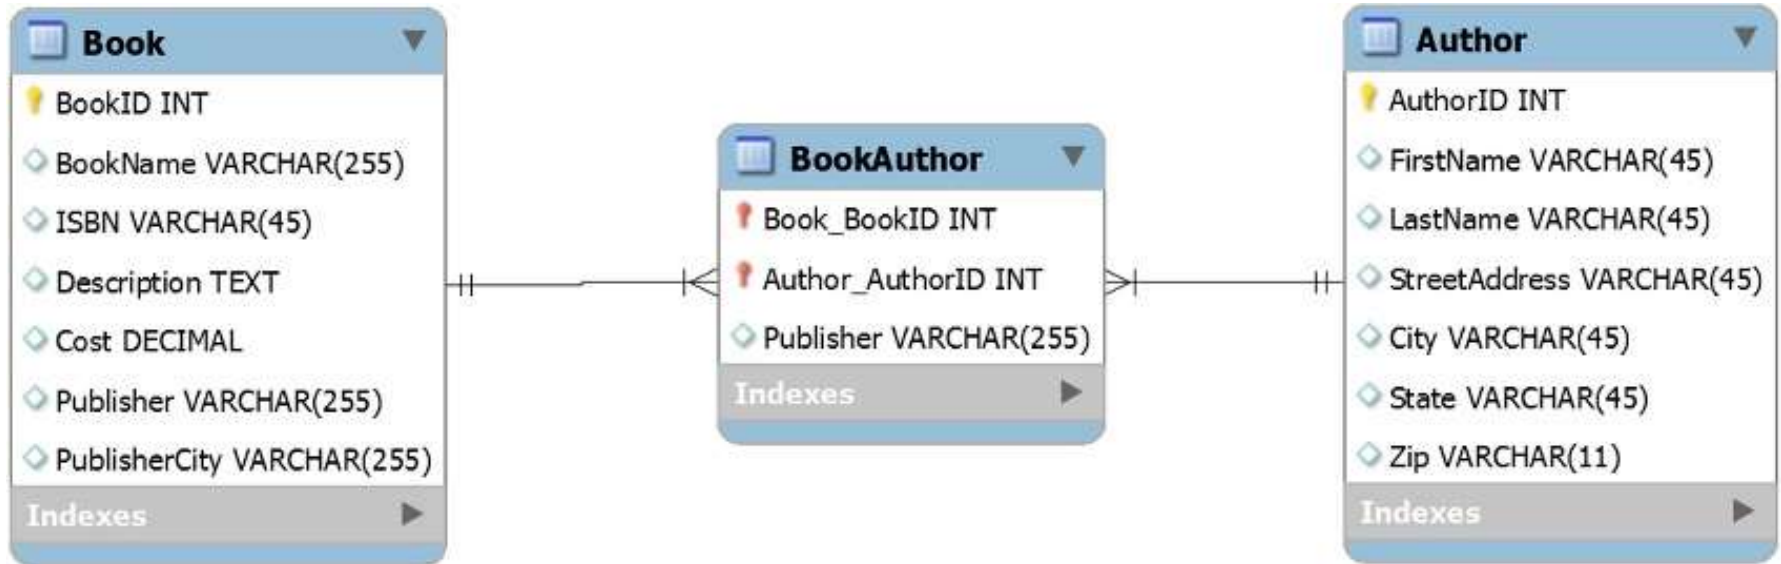 Book
BookID INT
BookName VARCHAR(255)
ISBN VARCHAR(45)
Description TEXT
Cost DECIMAL
Publisher VARCHAR(255)
PublisherCity VARCHAR(255)
Indexes
BookAuthor
Book_BookID INT
Author_AuthorID INT
Publisher VARCHAR(255)
Indexes
Author
AuthorID INT
FirstName VARCHAR(45)
LastName VARCHAR(45)
StreetAddress VARCHAR(45)
City VARCHAR(45)
State VARCHAR(45)
Zip VARCHAR(11)
Indexes